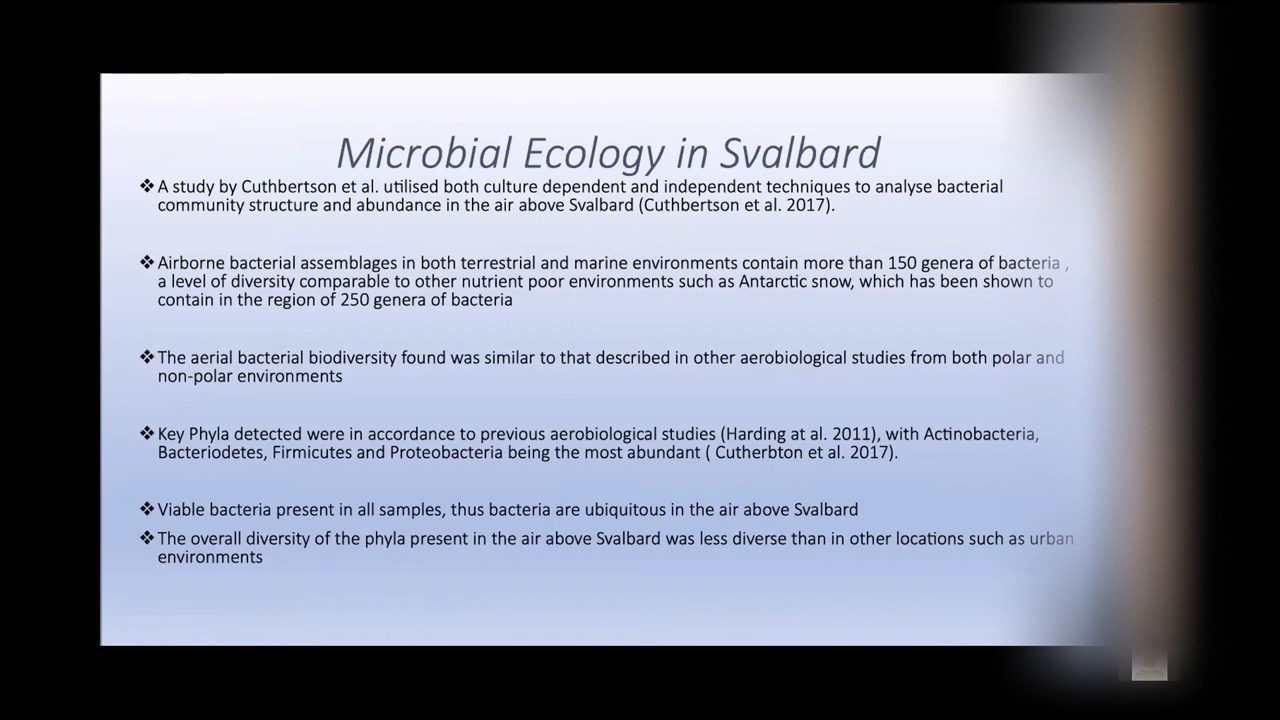 Microbial Ecology in Svalbard
❖A study by Cuthbertson et al. utilised both culture dependent and independent techniques to analyse bacterial
community structure and abundance in the air above Svalbard (Cuthbertson et al. 2017).
❖Airborne bacterial assemblages in both terrestrial and marine environments contain more than 150 genera of bacteria ,
a level of diversity comparable to other nutrient poor environments such as Antarctic snow, which has been shown to
contain in the region of 250 genera of bacteria
❖The aerial bacterial biodiversity found was similar to that described in other aerobiological studies from both polar and
non-polar environments
❖Key Phyla detected were in accordance to previous aerobiological studies (Harding at al. 2011), with Actinobacteria,
Bacteriodetes, Firmicutes and Proteobacteria being the most abundant ( Cutherbton et al. 2017).
❖Viable bacteria present in all samples, thus bacteria are ubiquitous in the air above Svalbard
❖The overall diversity of the phyla present in the air above Svalbard was less diverse than in other locations such as urban
environments